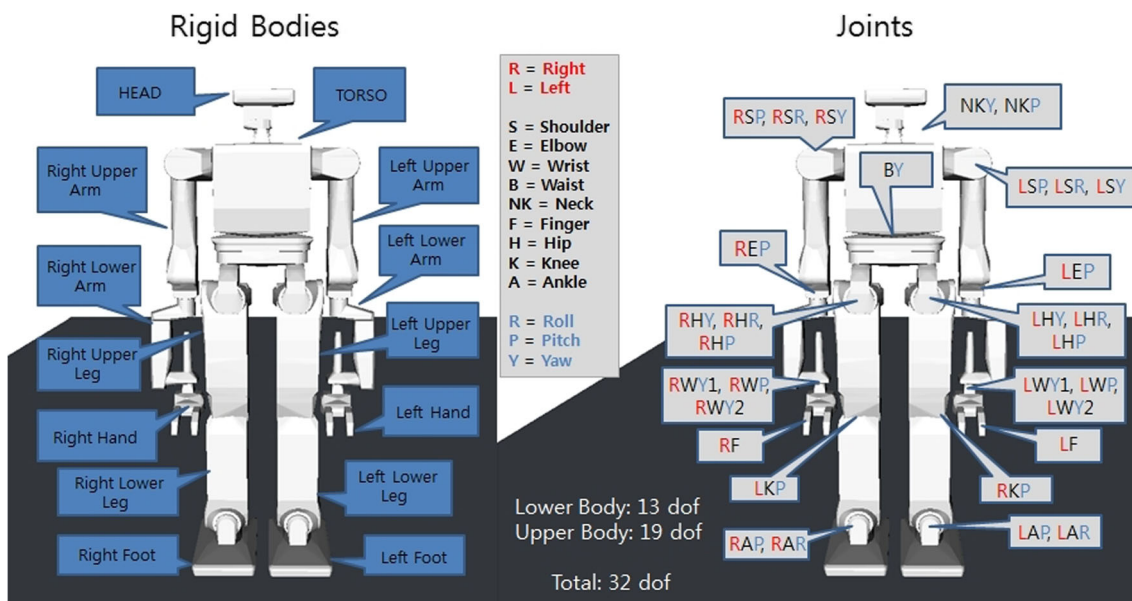 Rigid Bodies
HEAD
TORSO
Right Upper
Arm
Left Upper
Arm
Right Lower
Arm
Left Lower
Arm
Right Upper
Leg
Left Upper
Leg
Right Hand
Left Hand
Right Lower
Leg
Left Lower
Leg
Right Foot
Left Foot
R = Right
L = Left
S = Shoulder
E = Elbow
W = Wrist
B = Waist
NK = Neck
F = Finger
H = Hip
K = Knee
A = Ankle
R = Roll
P = Pitch
Y = Yaw
Joints
RSP, RSR, RSY
NKY, NKP
BY
LSP, LSR, LSY
REP
LEP
RHY, RHR,
RHP
LHY, LHR,
LHP
RWY1, RWP,
RWY2
LWY1, LWP,
LWY2
RF
LF
LKP
RKP
RAP, RAR
LAP, LAR
Lower Body: 13 dof
Upper Body: 19 dof
Total: 32 dof